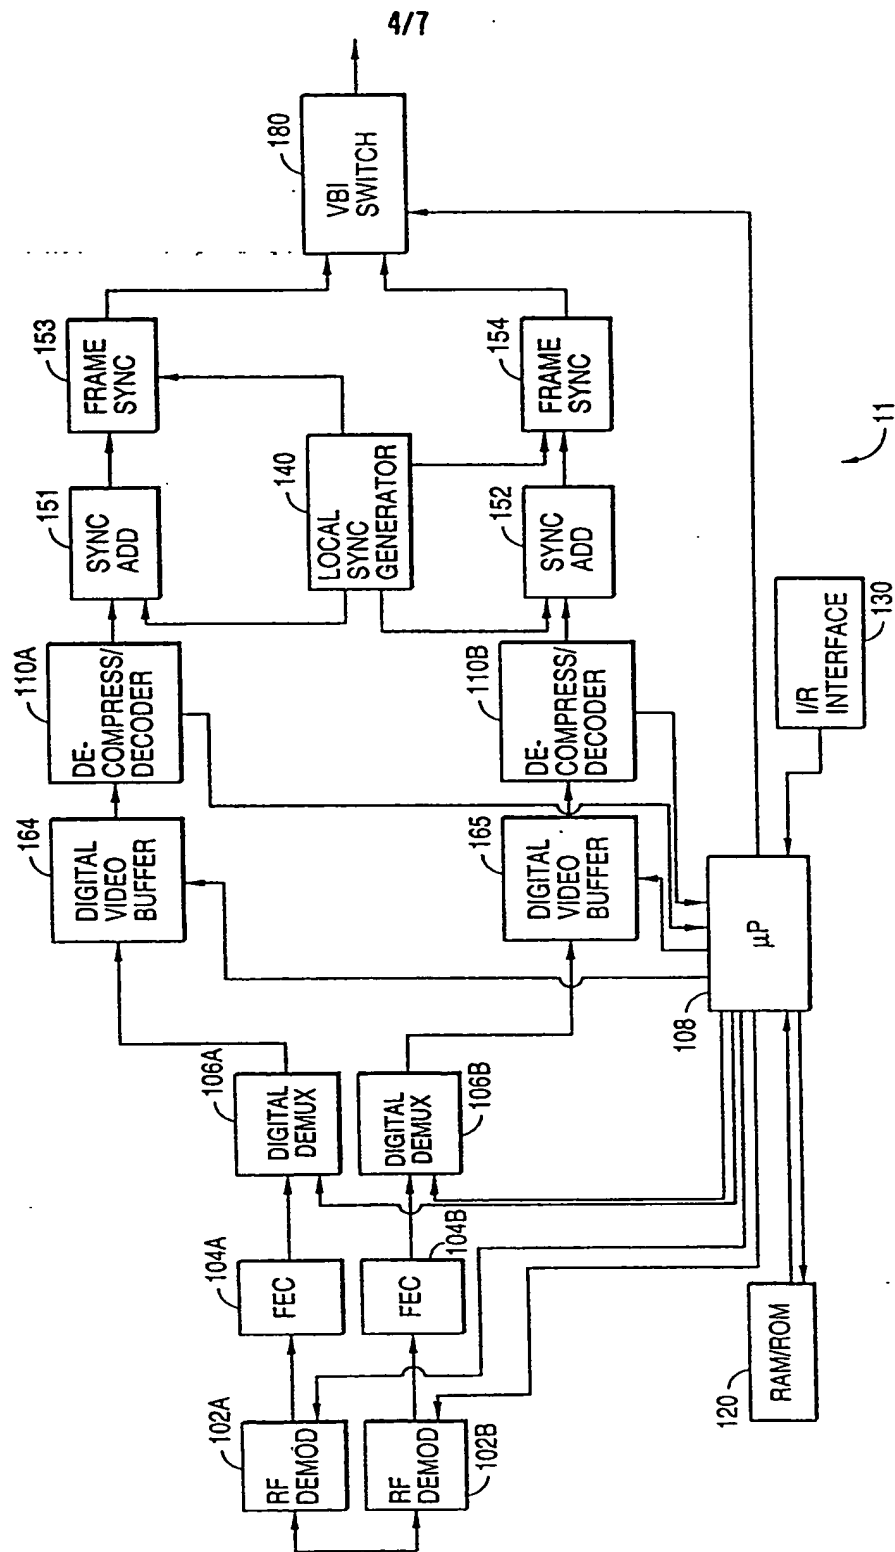 4/7
102A
RF
DEMOD
104A
FEC
106A
DIGITAL
DEMUX
164
DIGITAL
VIDEO
BUFFER
110A
DE-
COMPRESS/
DECODER
151
SYNC
ADD
153
FRAME
SYNC
180
VBI
SWITCH
140
LOCAL
SYNC
GENERATOR
RF
DEMOD
102B
FEC
104B
DIGITAL
DEMUX
106B
165
DIGITAL
VIDEO
BUFFER
110B
DE-
COMPRESS/
DECODER
152
SYNC
ADD
154
FRAME
SYNC
120
RAM/ROM
108
μP
I/R
INTERFACE
130
11